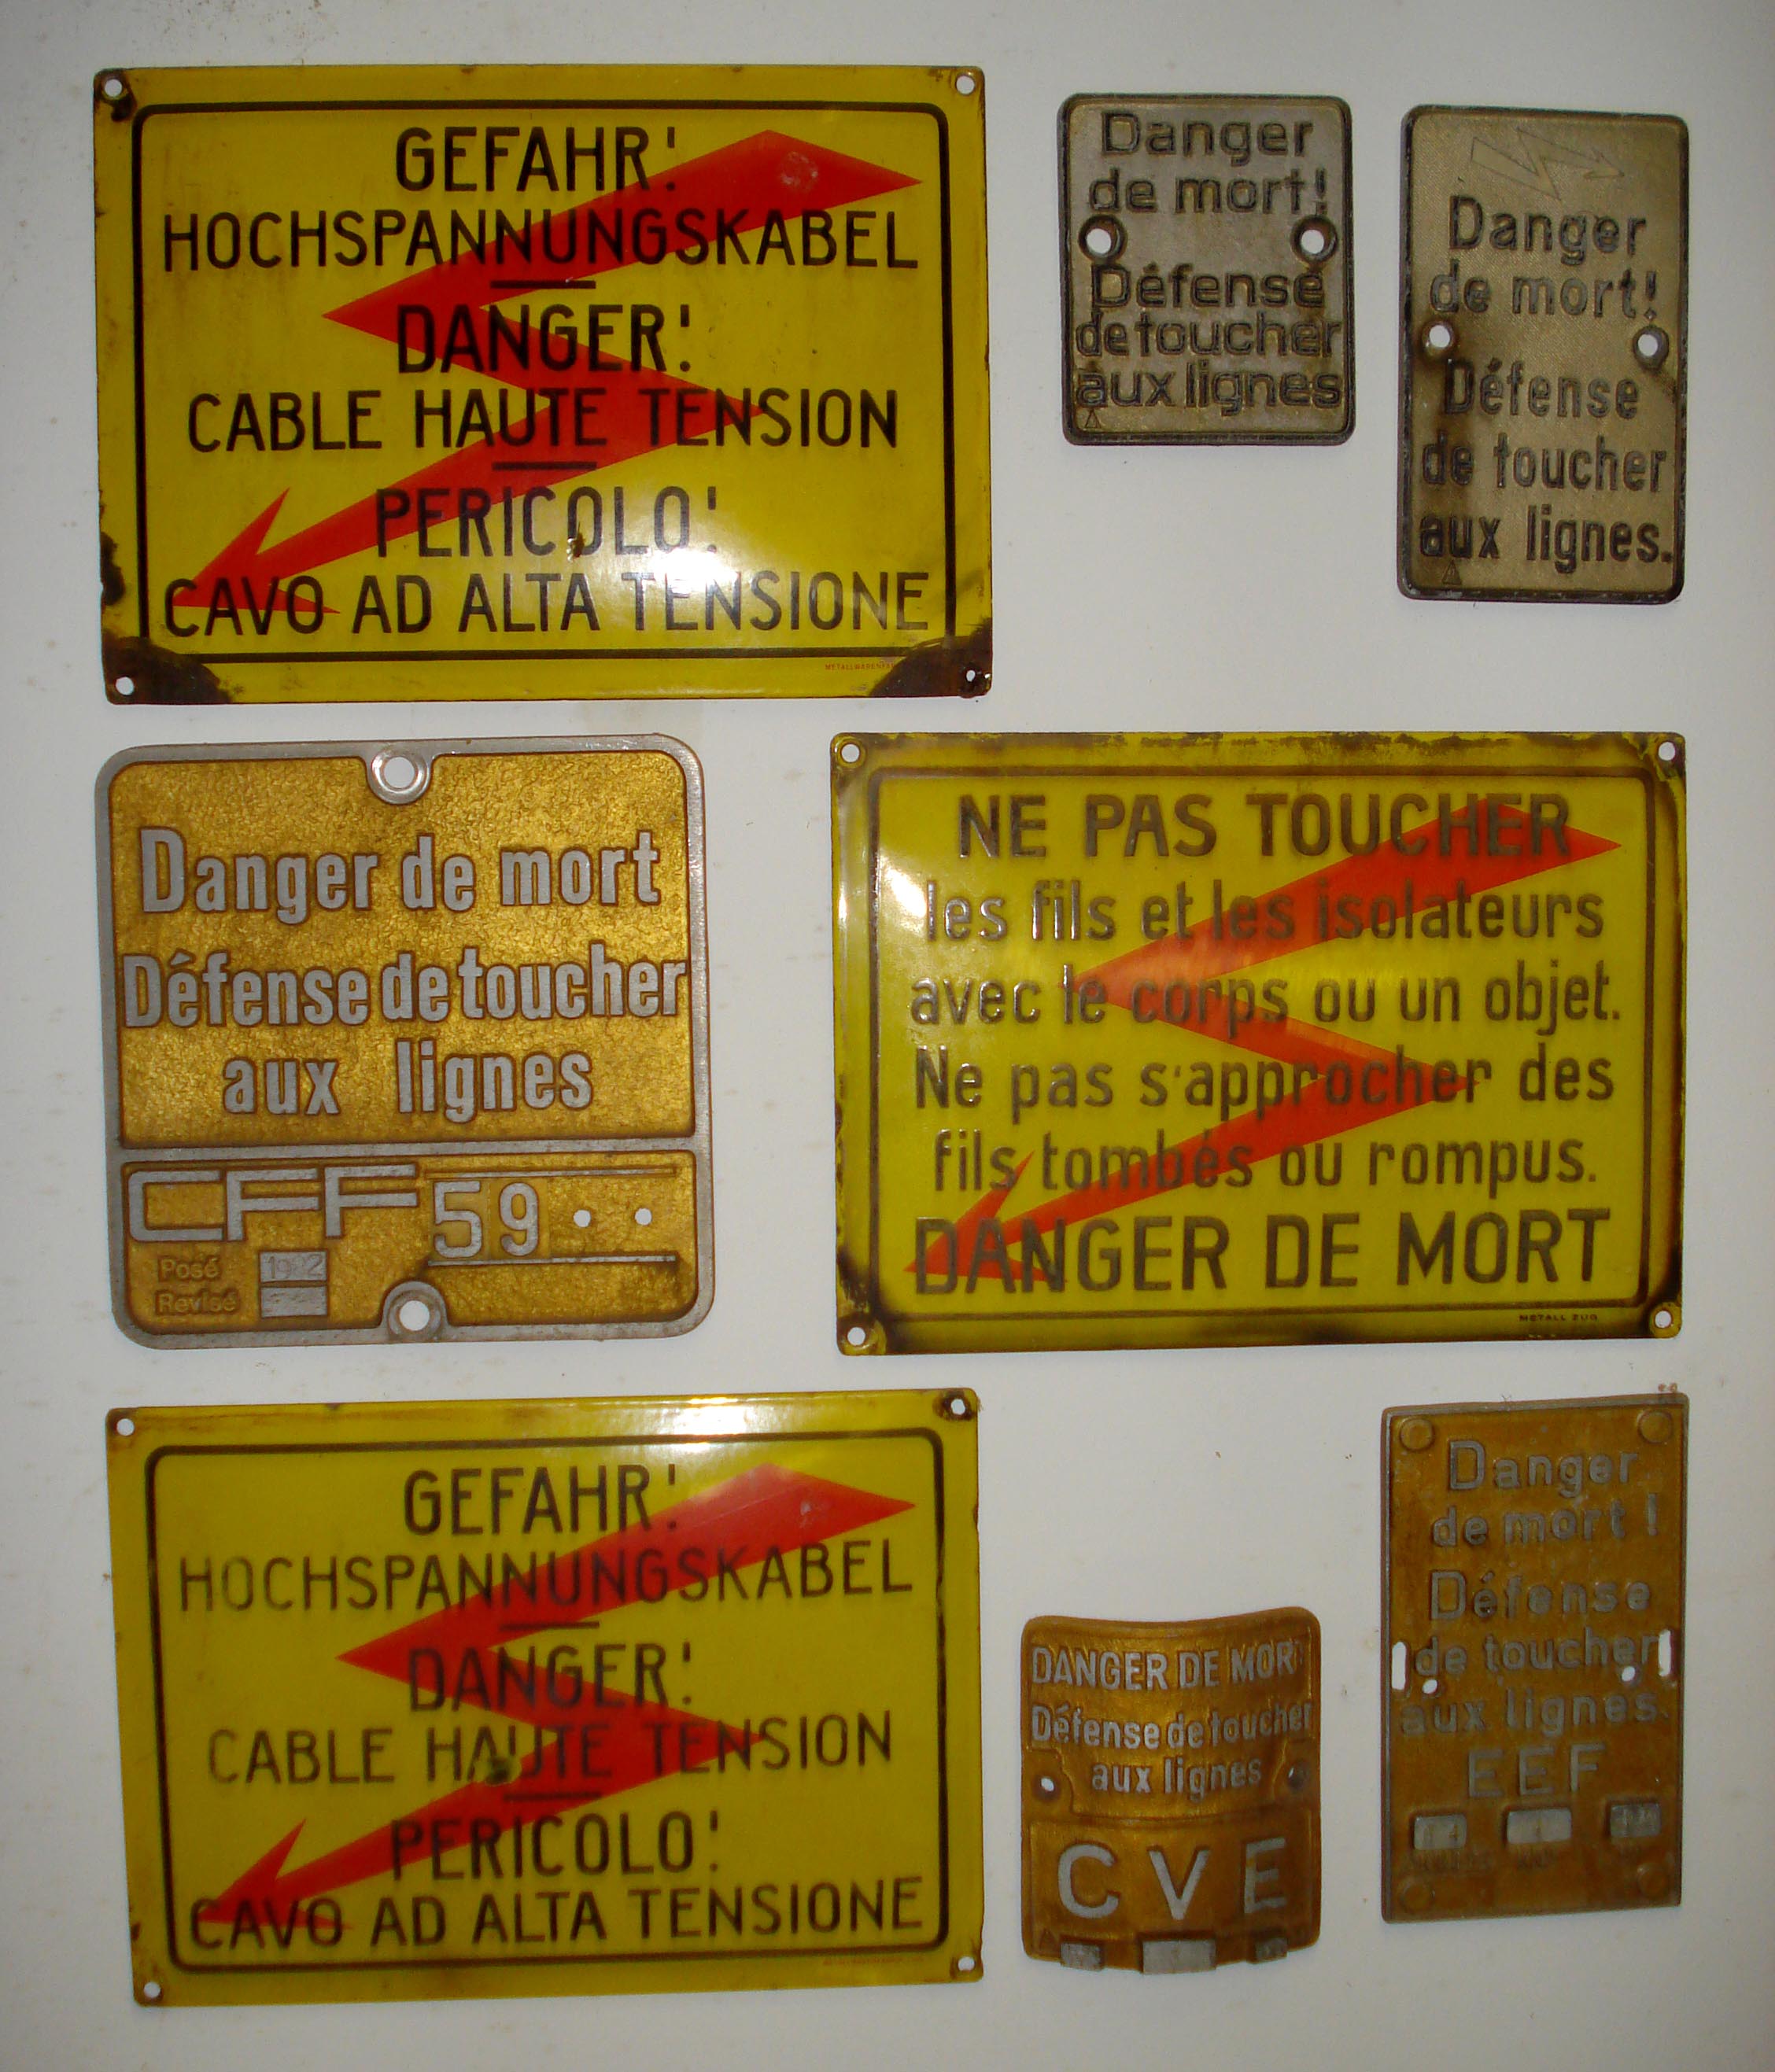 GEFAHR!
HOCHSPANNUNGSKABEL
DANGER!
CABLE HAUTE TENSION
PERICOLO!
CAVO AD ALTA TENSIONE
Danger
de mort!
Défense
de toucher
aux lignes
Danger
de mort!
Défense
de toucher
aux lignes.
Danger de mort
Défense de toucher
aux lignes
CFF 59
Posé
Revisé
NE PAS TOUCHER
les fils et les isolateurs
avec le corps ou un objet.
Ne pas s'approcher des
fils tombés ou rompus.
DANGER DE MORT
METALL ZUG
GEFAHR!
HOCHSPANNUNGSKABEL
DANGER!
CABLE HAUTE TENSION
PERICOLO!
CAVO AD ALTA TENSIONE
DANGER DE MORT
Défense de toucher
aux lignes
CVE
Danger
de mort!
Défense
de toucher
aux lignes.
EEF